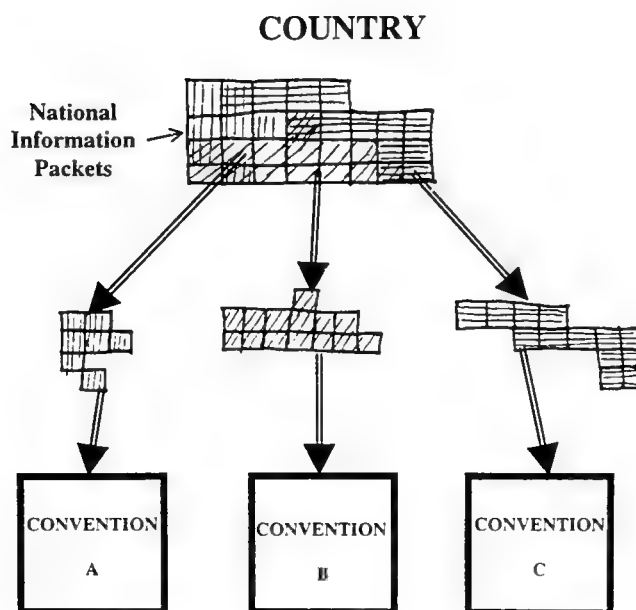 COUNTRY
National
Information
Packets
CONVENTION
A
CONVENTION
B
CONVENTION
C